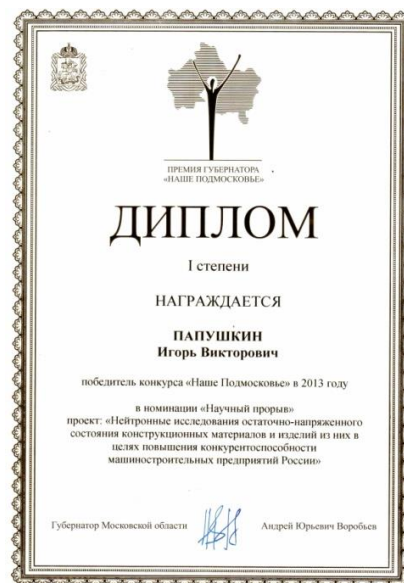 ПРЕМИЯ ГУБЕРНАТОРА
«НАШЕ ПОДМОСКОВЬЕ»
ДИПЛОМ
I степени
НАГРАЖДАЕТСЯ
ПАПУШКИН
Игорь Викторович
победитель конкурса «Наше Подмосковье» в 2013 году
в номинации «Научный прорыв»
проект: «Нейтронные исследования остаточно-напряженного
состояния конструкционных материалов и изделий из них в
целях повышения конкурентоспособности
машиностроительных предприятий России»
Губернатор Московской области Андрей Юрьевич Воробьев